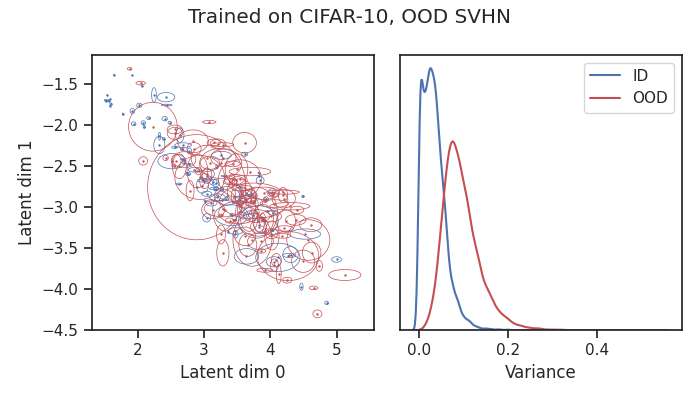 Trained on CIFAR-10, OOD SVHN
Latent dim 1
−1.5
−2.0
−2.5
−3.0
−3.5
−4.0
−4.5
2 3 4 5
Latent dim 0
ID
OOD
0.0 0.2 0.4
Variance